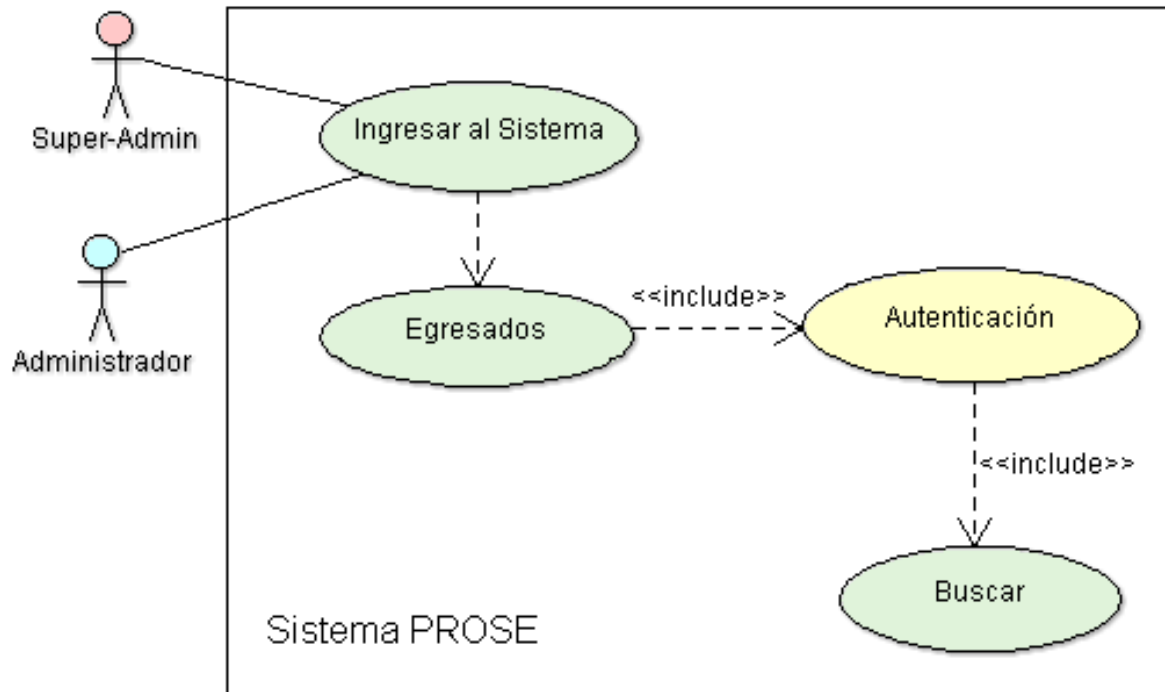 Super-Admin
Ingresar al Sistema
Administrador
Egresados
<<include>>
Autenticación
<<include>>
Buscar
Sistema PROSE